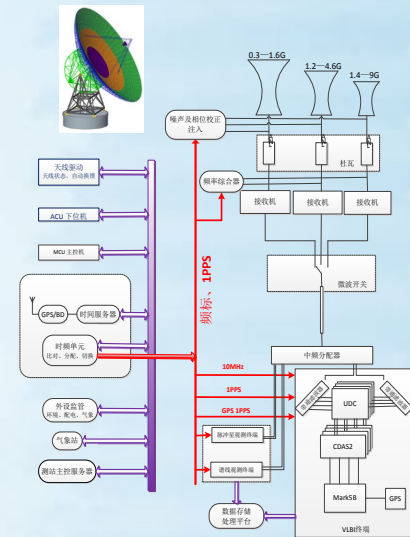 0.3—1.6G
1.2—4.6G
1.4—9G
噪声及相位校正
注入
杜瓦
频率综合器
接收机
接收机
接收机
天线驱动
天线状态，自动换馈
ACU 下位机
MCU 主控机
GPS/BD
时间服务器
时频单元
比对，分配，切换
外设监管
环境、配电、气象
气象站
测站主控服务器
频标、1PPS
微波开关
中频分配器
10MHz
1PPS
GPS 1PPS
脉冲星观测终端
谱线观测终端
数据存储
处理平台
UDC
CDAS2
Mark5B
GPS
VLBI终端